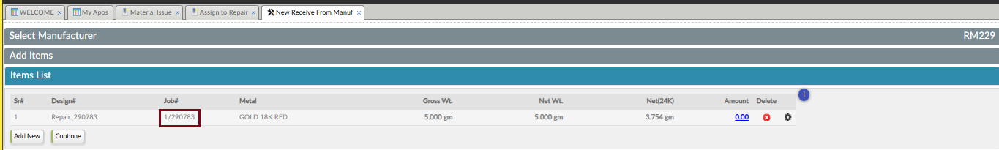 WELCOME × My Apps Material Issue × Assign to Repair × New Receive From Manuf ×
Select Manufacturer RM229
Add Items
Items List
Sr# Design# Job# Metal Gross Wt. Net Wt. Net(24K) Amount Delete I
1 Repair_290783 1/290783 GOLD 18K RED 5.000 gm 5.000 gm 3.754 gm 0.00
Add New Continue